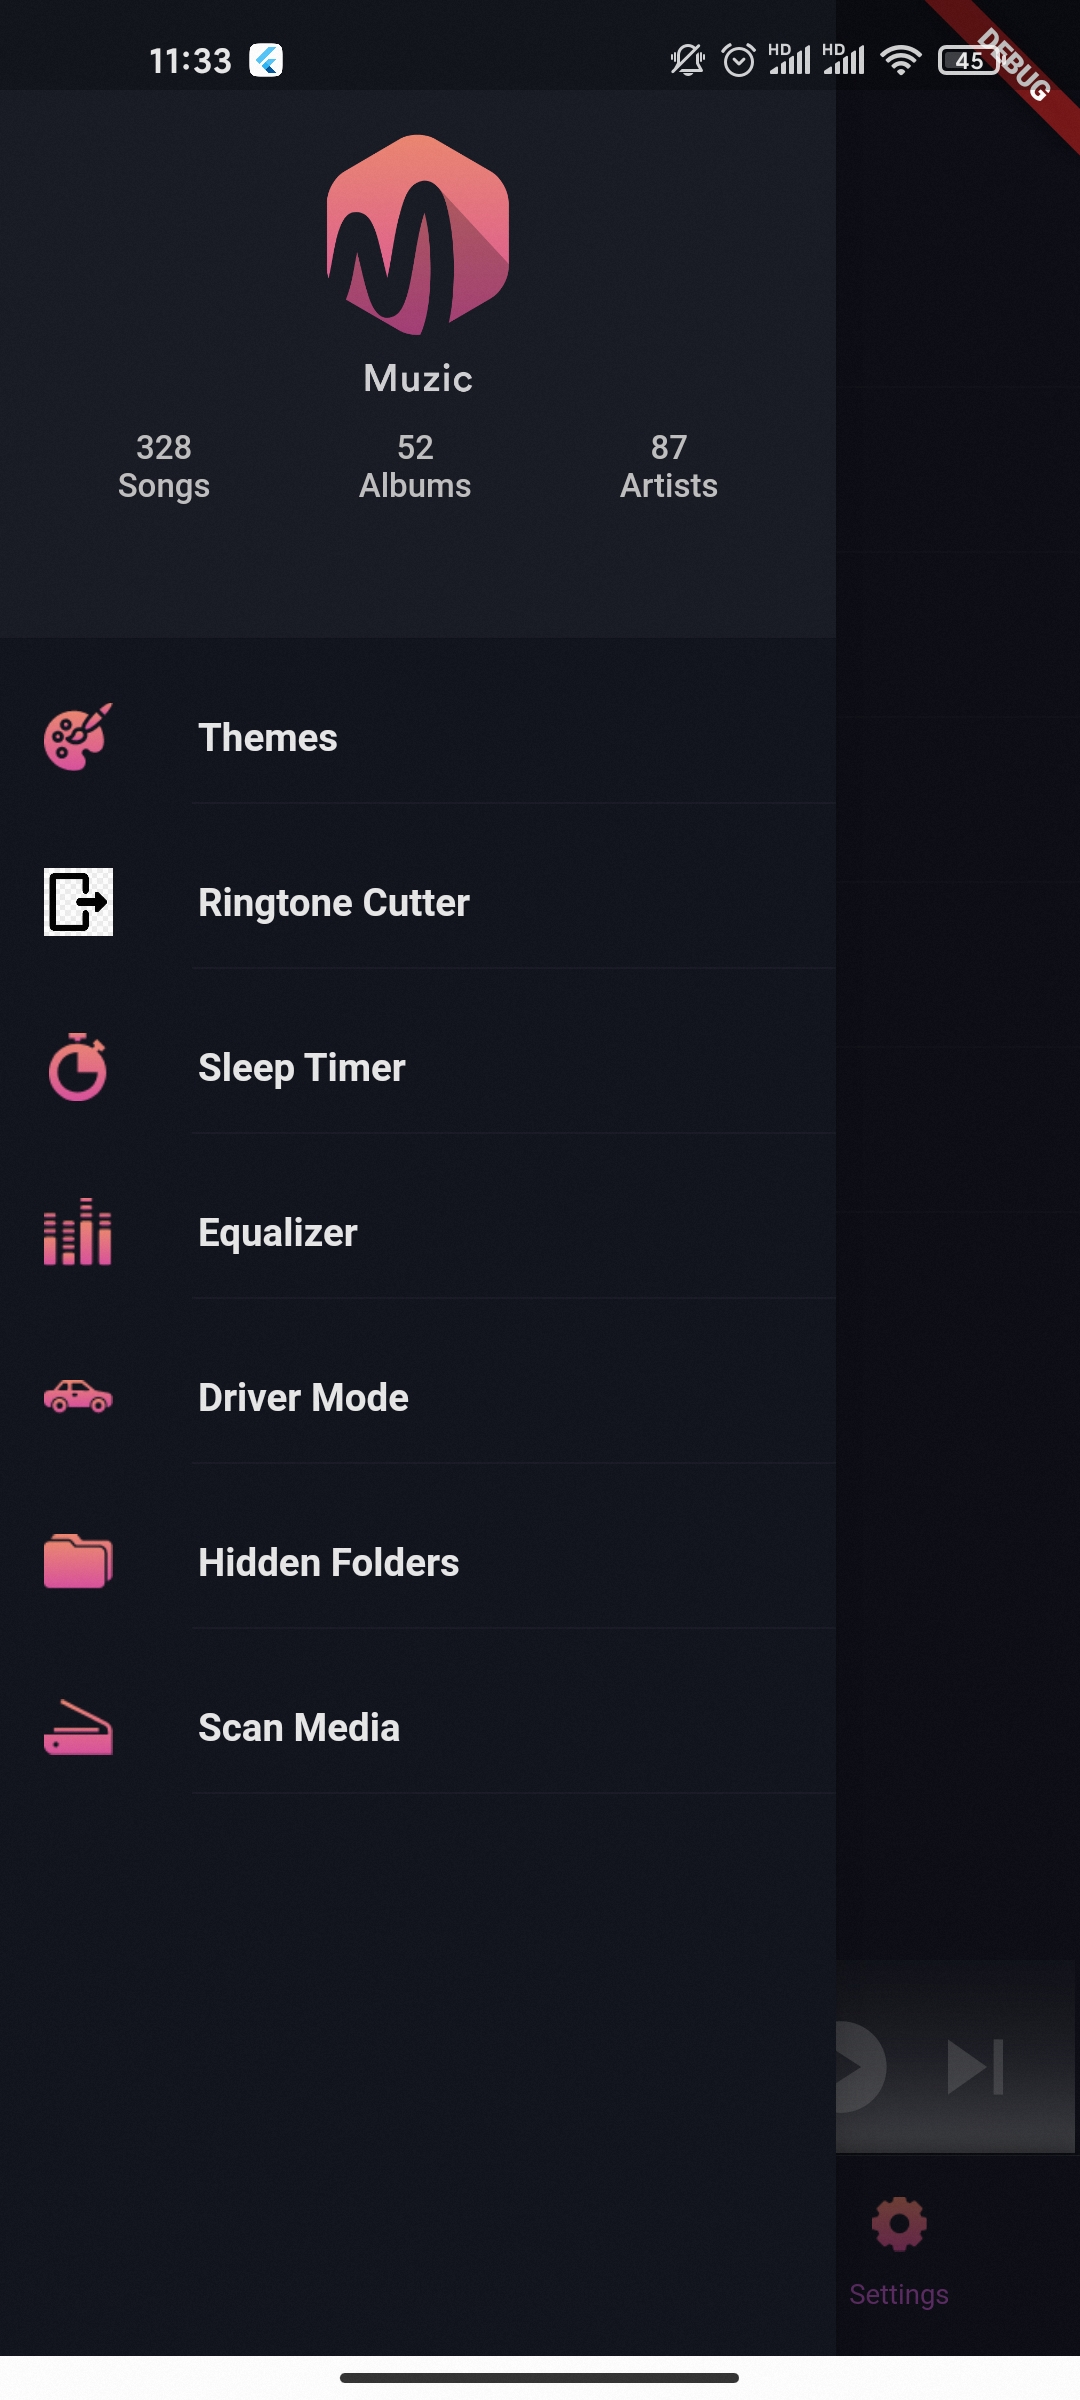 11:33
HD
HD
45
DEBUG
Muzic
328
Songs
52
Albums
87
Artists
Themes
Ringtone Cutter
Sleep Timer
Equalizer
Driver Mode
Hidden Folders
Scan Media
Settings